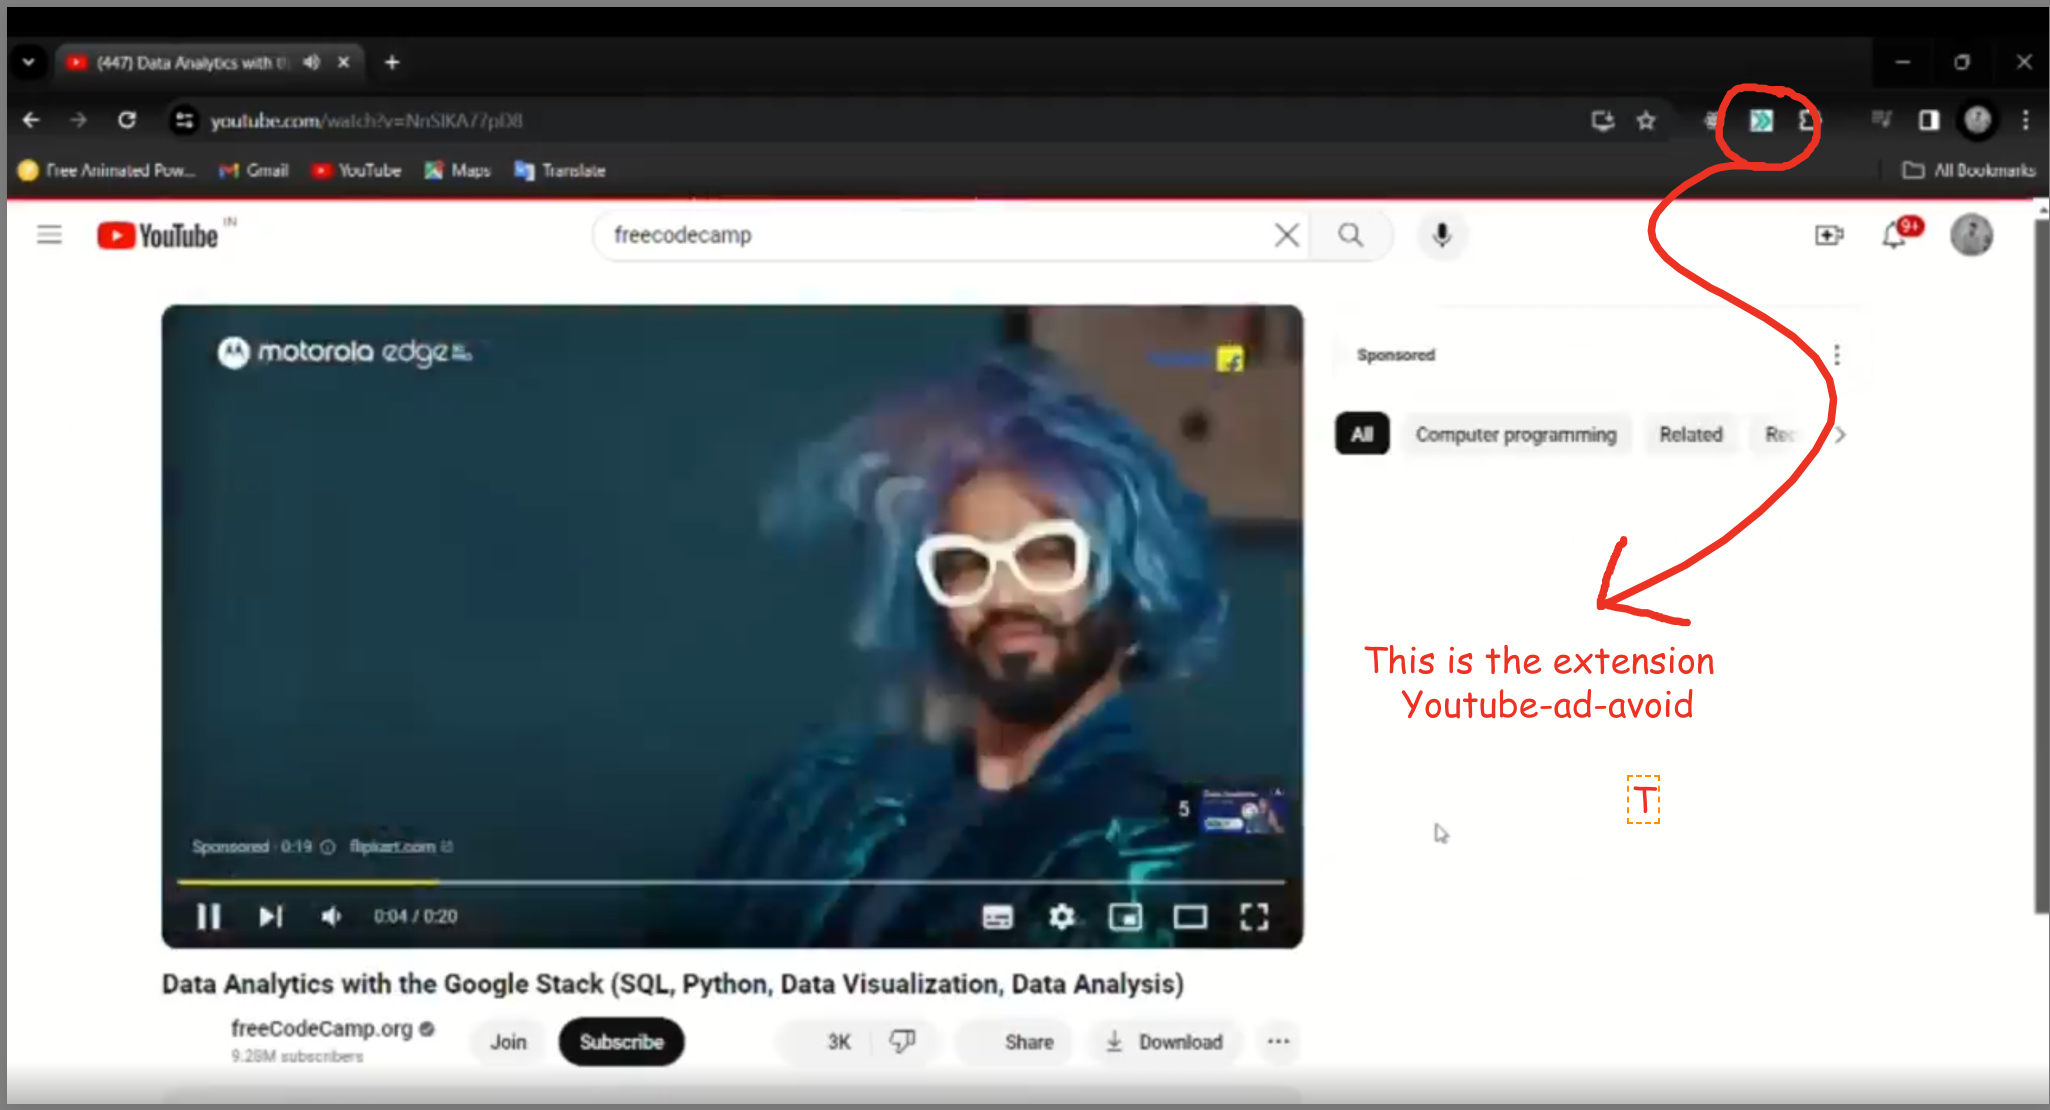 (447) Data Analytics with t
youtube.com/watch?v=NnSlKA77pD8
Free Animated Pow... Gmail YouTube Maps Translate
All Bookmarks
YouTube IN
freecodecamp
9+
motorola edge
Sponsored
All Computer programming Related Rec
This is the extension
Youtube-ad-avoid
T
5
Sponsored · 0:19 flipkart.com
0:04 / 0:20
Data Analytics with the Google Stack (SQL, Python, Data Visualization, Data Analysis)
freeCodeCamp.org
9.28M subscribers
Join Subscribe 3K Share Download ...